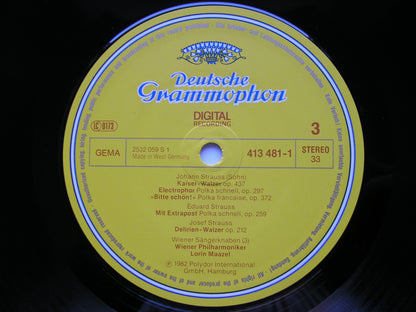 Deutsche
Grammophon
DIGITAL
RECORDING
LC 0173
3
GEMA
2532 059 S-1
Made in West Germany
413 481-1
STEREO
33
Johann Strauss (Sohn)
Kaiser-Walzer op. 437
Electrophor Polka schnell, op. 297
»Bitte schön!« Polka française, op. 372
Eduard Strauss
Mit Extrapost Polka schnell, op. 259
Josef Strauss
Delirien-Walzer op. 212
Wiener Sängerknaben (3)
Wiener Philharmoniker
Lorin Maazel
℗ 1982 Polydor International
GmbH, Hamburg